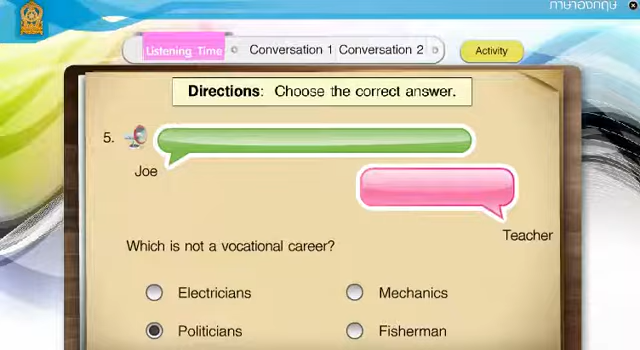 ภาษาอังกฤษ
Listening Time Conversation 1 Conversation 2 Activity
Directions: Choose the correct answer.
5.
Joe
Teacher
Which is not a vocational career?
Electricians Mechanics
Politicians Fisherman